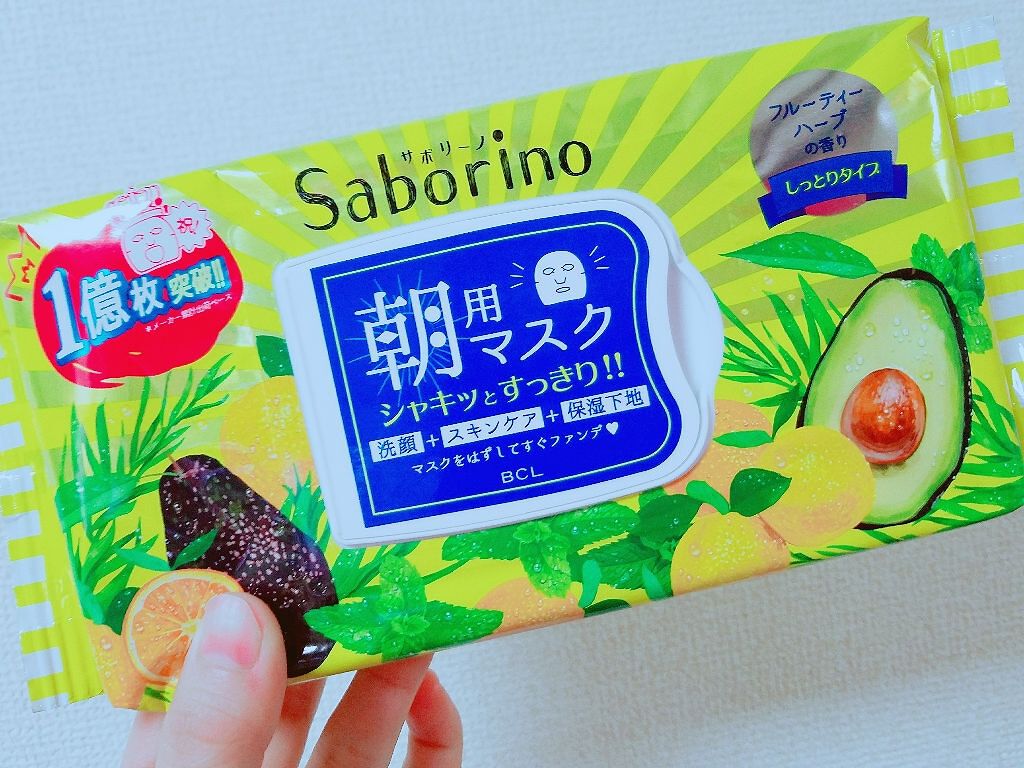 サボリーノ
Saborino
フルーティー
ハーブ
の香り
しっとりタイプ
祝!
1億枚突破!!
朝用
マスク
シャキッとすっきり!!
洗顔+スキンケア+保湿下地
マスクをはずしてすぐファンデ♥
BCL